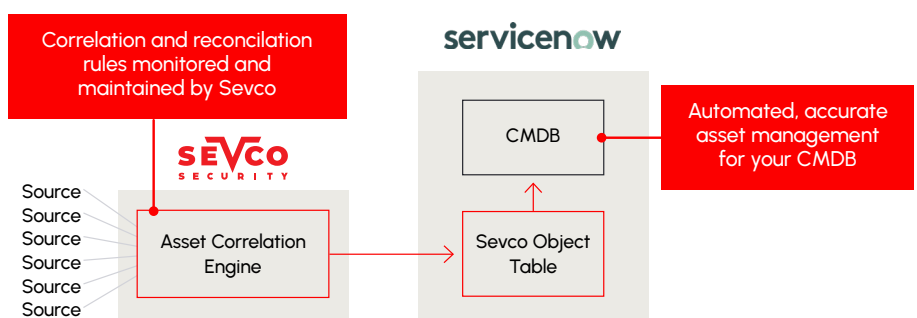 Correlation and reconcilation
rules monitored and
maintained by Sevco
servicenow
CMDB
Automated, accurate
asset management
for your CMDB
SEVCO
SECURITY
Source
Source
Source
Source
Source
Source
Asset Correlation
Engine
Sevco Object
Table